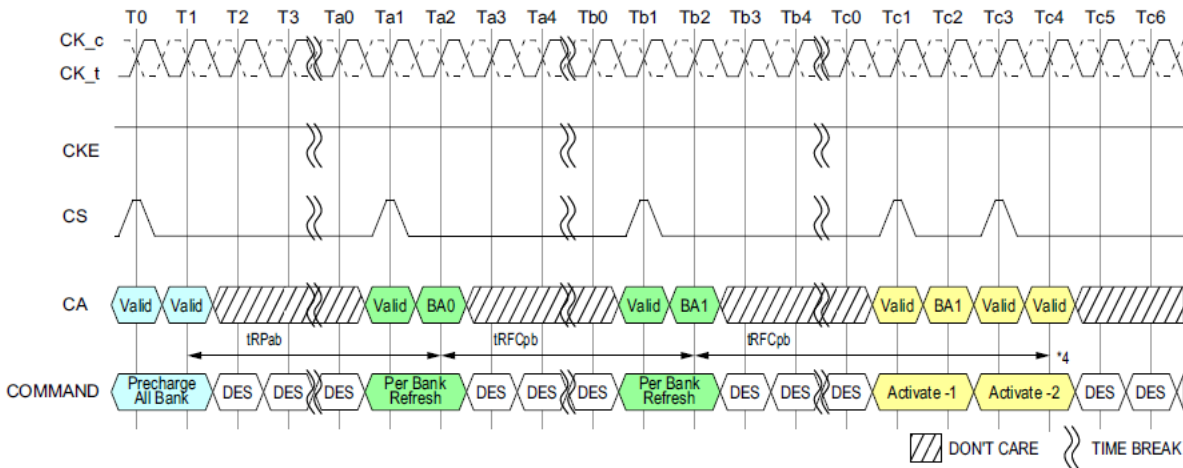 T0 T1 T2 T3 Ta0 Ta1 Ta2 Ta3 Ta4 Tb0 Tb1 Tb2 Tb3 Tb4 Tc0 Tc1 Tc2 Tc3 Tc4 Tc5 Tc6
CK_c
CK_t
CKE
CS
CA Valid Valid Valid BA0 Valid BA1 Valid BA1 Valid Valid
tRPab tRFCpb tRFCpb *4
COMMAND Precharge All Bank DES DES DES Per Bank Refresh DES DES DES Per Bank Refresh DES DES DES Activate -1 Activate -2 DES DES
DON'T CARE TIME BREAK